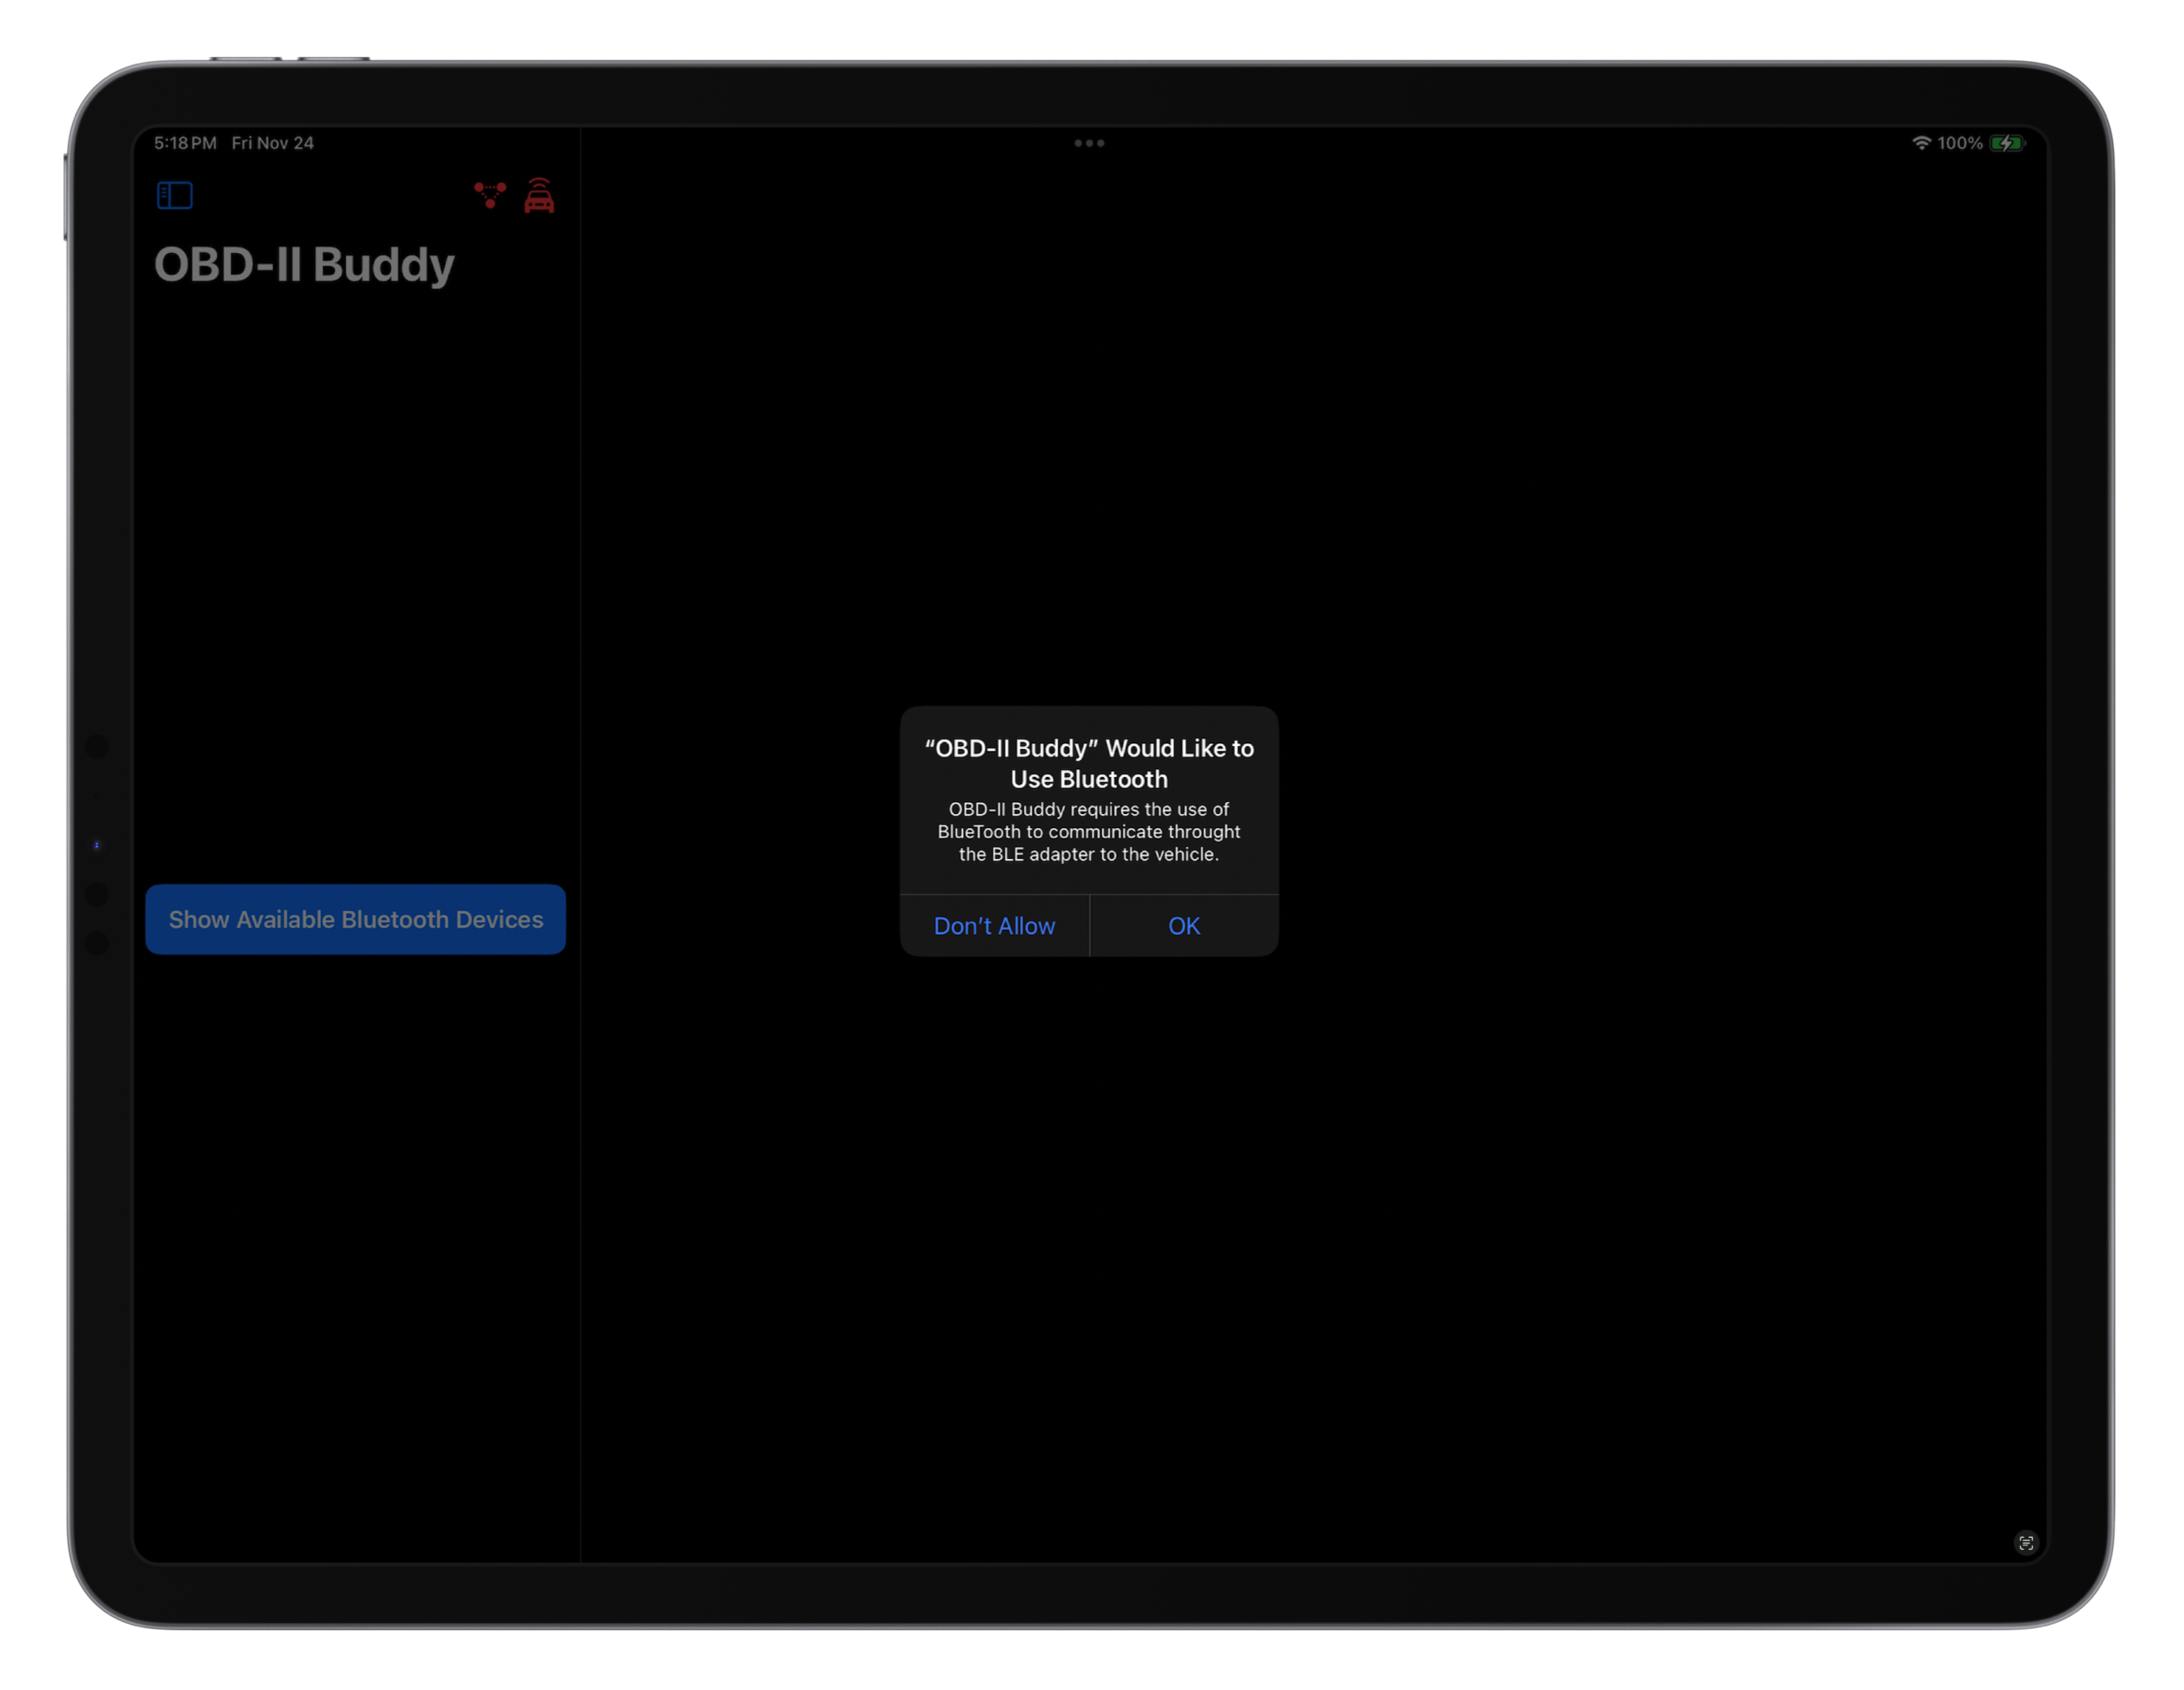 5:18 PM Fri Nov 24
100%
OBD-II Buddy
“OBD-II Buddy” Would Like to
Use Bluetooth
OBD-II Buddy requires the use of
BlueTooth to communicate throught
the BLE adapter to the vehicle.
Don’t Allow
OK
Show Available Bluetooth Devices